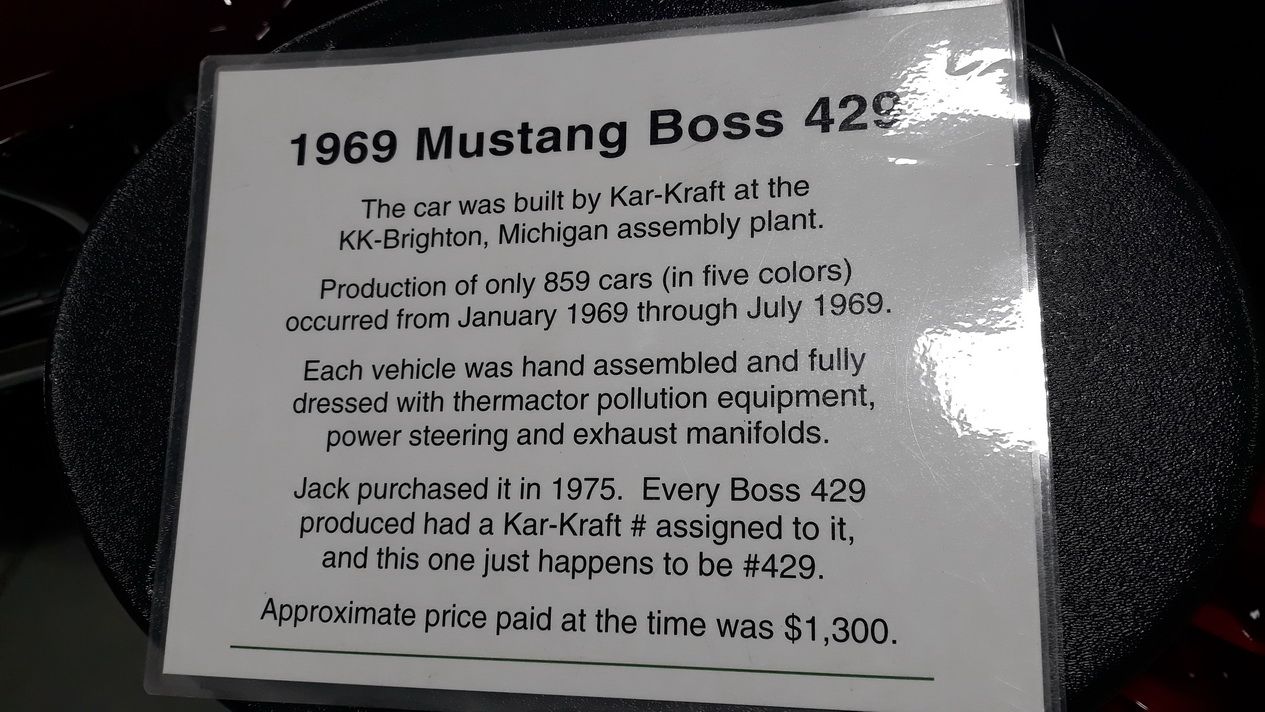 1969 Mustang Boss 429
The car was built by Kar-Kraft at the
KK-Brighton, Michigan assembly plant.
Production of only 859 cars (in five colors)
occurred from January 1969 through July 1969.
Each vehicle was hand assembled and fully
dressed with thermactor pollution equipment,
power steering and exhaust manifolds.
Jack purchased it in 1975.  Every Boss 429
produced had a Kar-Kraft # assigned to it,
and this one just happens to be #429.
Approximate price paid at the time was $1,300.